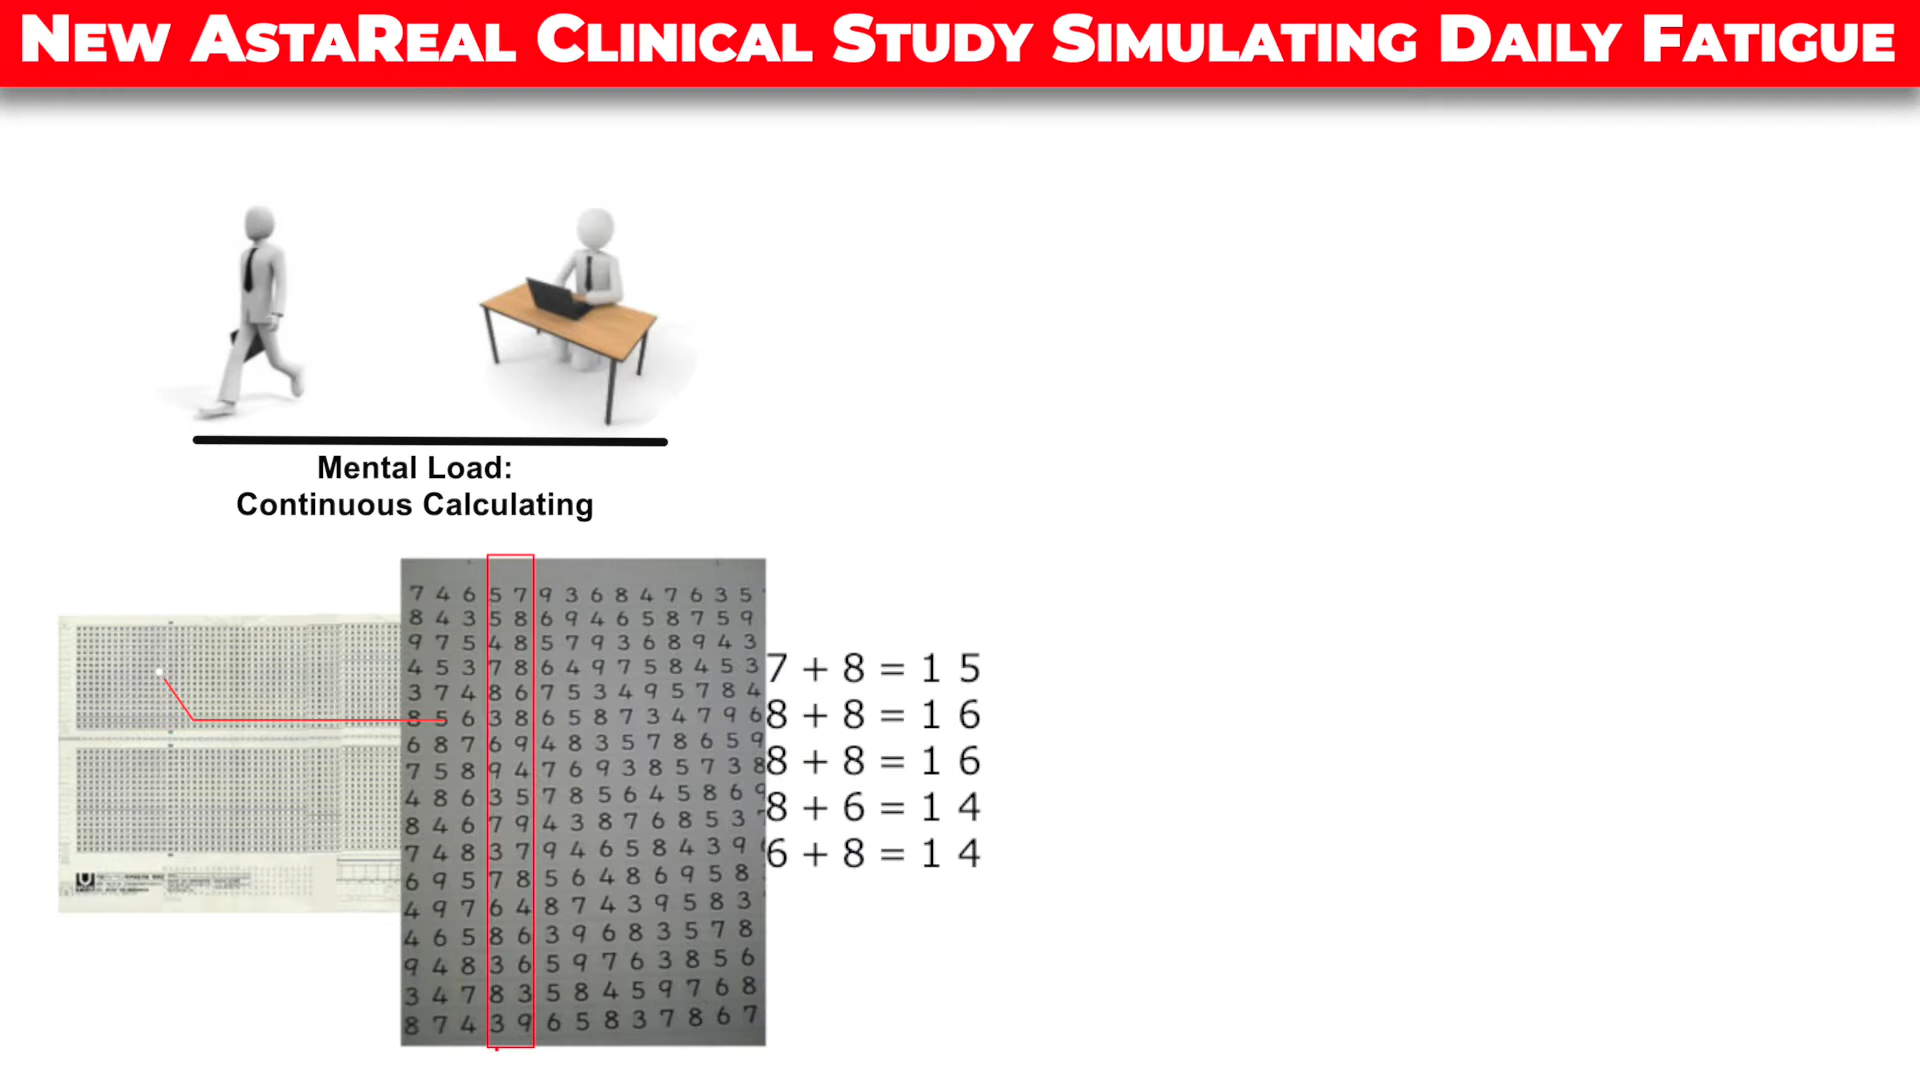 NEW ASTAREAL CLINICAL STUDY SIMULATING DAILY FATIGUE
Mental Load:
Continuous Calculating
7 4 6 5 7 9 3 6 8 4 7 6 3 5
8 4 3 5 8 6 9 4 6 5 8 7 5 9
9 7 5 4 8 5 7 9 3 6 8 9 4 3
4 5 3 7 8 6 4 9 7 5 8 4 5 3
3 7 4 8 6 7 5 3 4 9 5 7 8 4
8 5 6 3 8 6 5 8 7 3 4 7 9 6
6 8 7 6 9 4 8 3 5 7 8 6 5 9
7 5 8 9 4 7 6 9 3 8 5 7 3 8
4 8 6 3 5 7 8 5 6 4 5 8 6 9
8 4 6 7 9 4 3 8 7 6 8 5 3
7 4 8 3 7 9 4 6 5 8 4 3 9
6 9 5 7 8 5 6 4 8 6 9 5 8
4 9 7 6 4 8 7 4 3 9 5 8 3
4 6 5 8 6 3 9 6 8 3 5 7 8
9 4 8 3 6 5 9 7 6 3 8 5 6
3 4 7 8 3 5 8 4 5 9 7 6 8
8 7 4 3 9 6 5 8 3 7 8 6 7
7 + 8 = 1 5
8 + 8 = 1 6
8 + 8 = 1 6
8 + 6 = 1 4
6 + 8 = 1 4